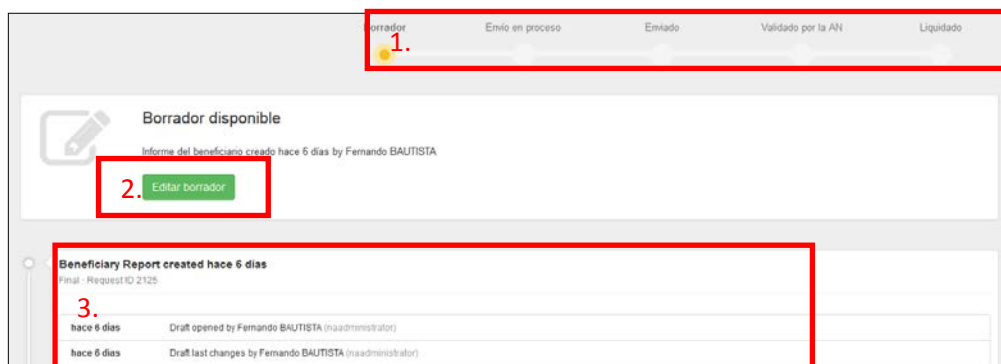 Borrador Envío en proceso Enviado Validado por la AN Liquidado
1.
Borrador disponible
Informe del beneficiario creado hace 6 días by Fernando BAUTISTA
2. Editar borrador
Beneficiary Report created hace 6 días
Final - Request ID 2125
3.
hace 6 días Draft opened by Fernando BAUTISTA (naadministrator)
hace 6 días Draft last changes by Fernando BAUTISTA (naadministrator)